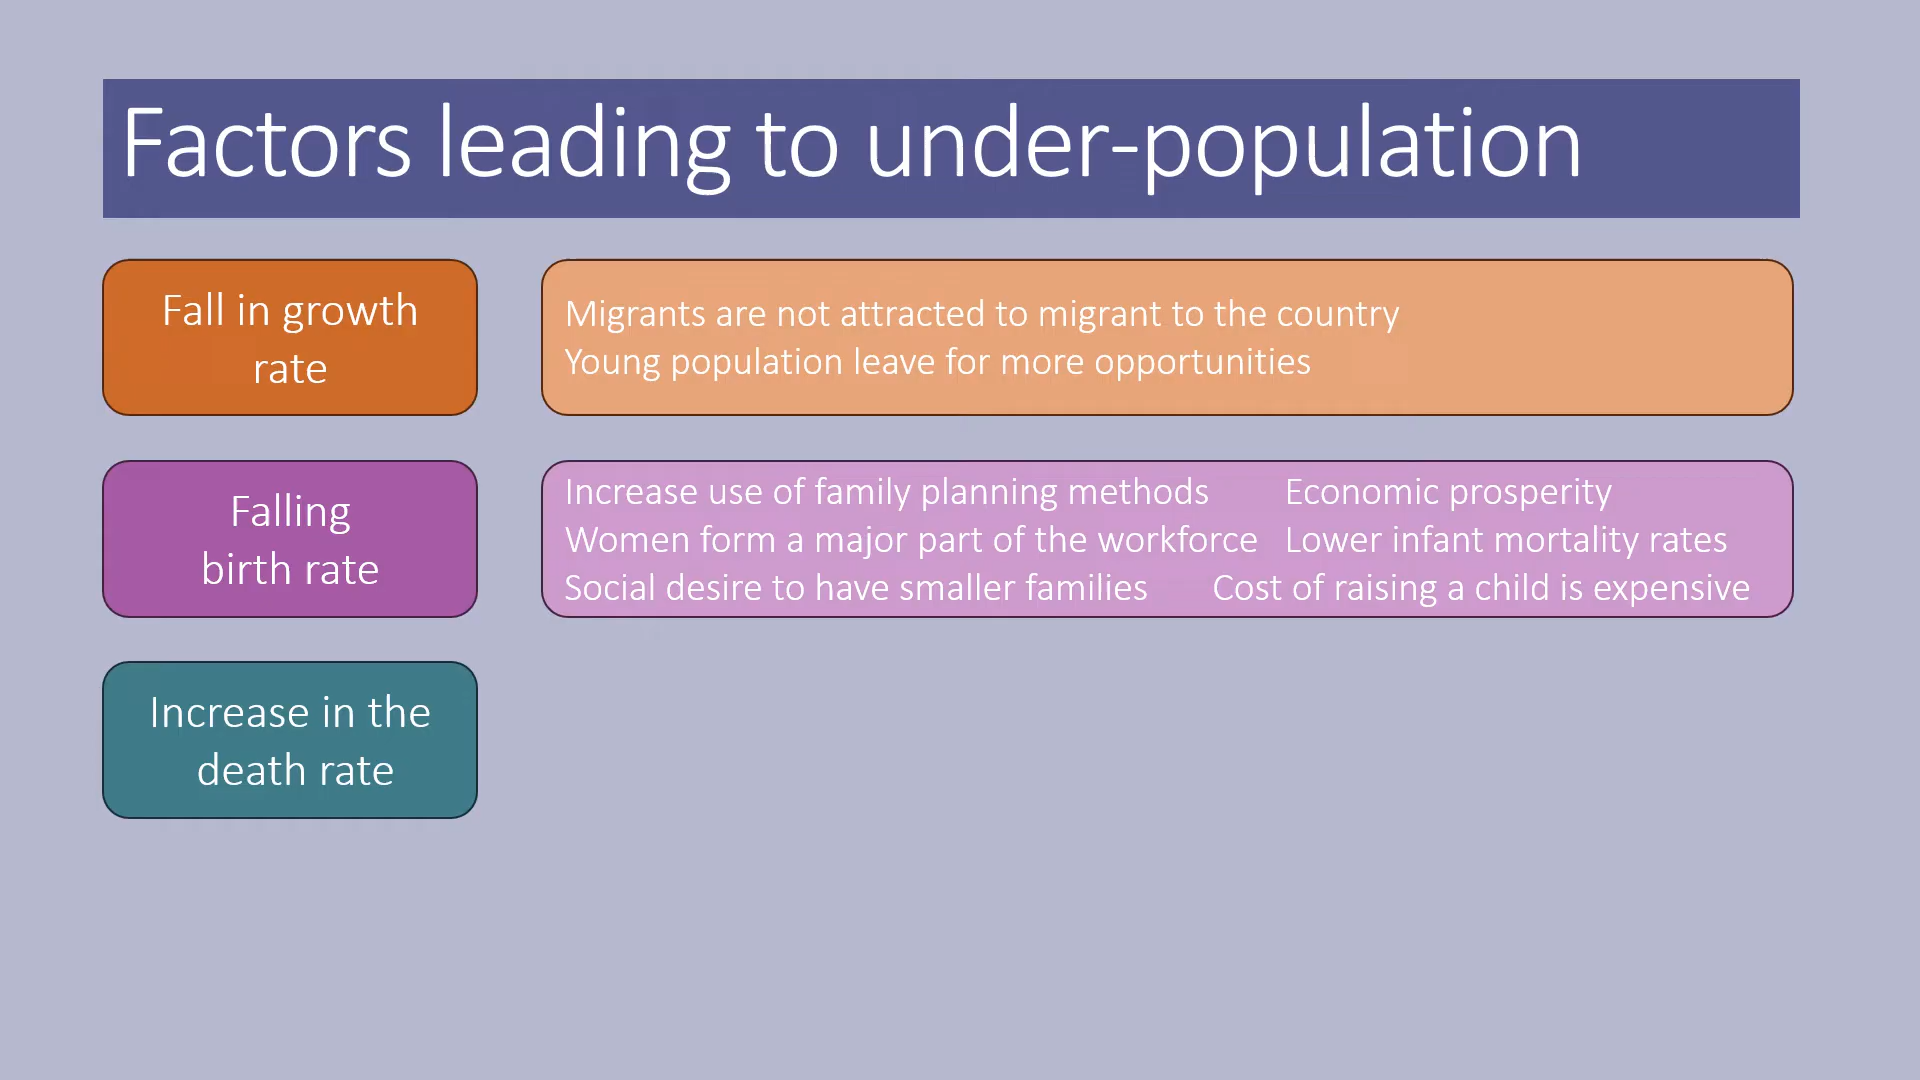 Factors leading to under-population
Fall in growth
rate
Migrants are not attracted to migrant to the country
Young population leave for more opportunities
Falling
birth rate
Increase use of family planning methods Economic prosperity
Women form a major part of the workforce Lower infant mortality rates
Social desire to have smaller families Cost of raising a child is expensive
Increase in the
death rate